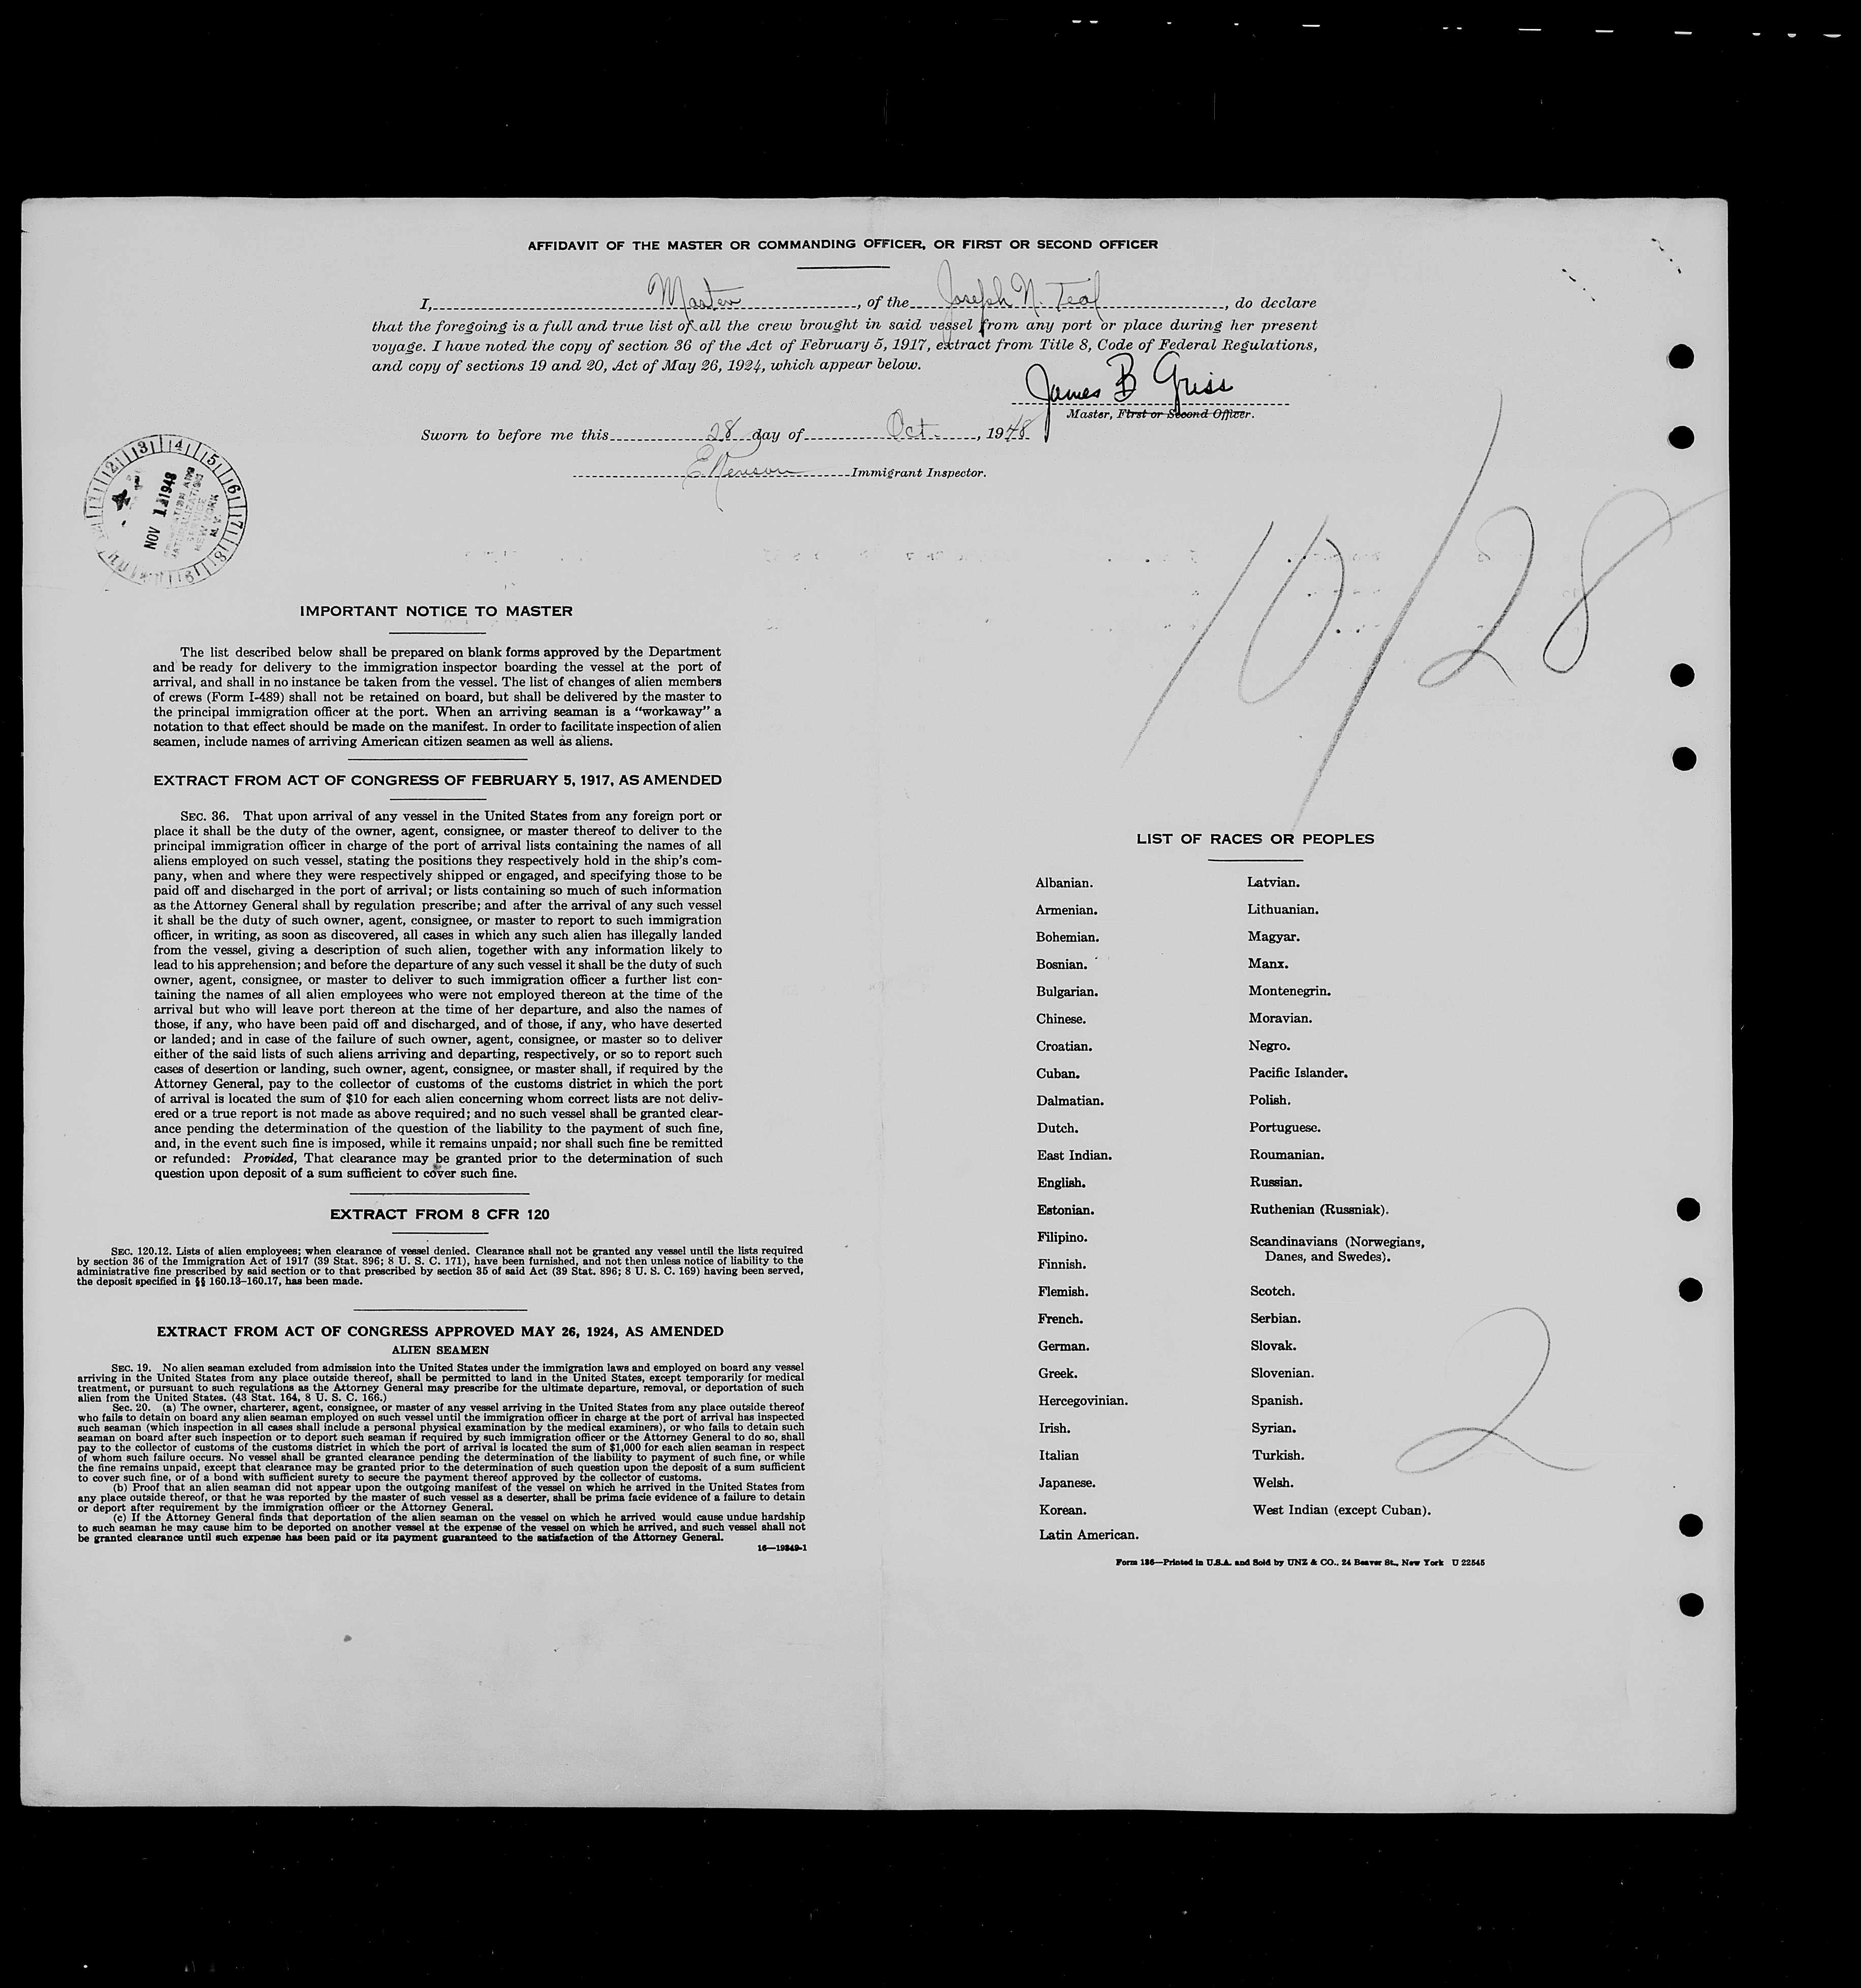 AFFIDAVIT OF THE MASTER OR COMMANDING OFFICER, OR FIRST OR SECOND OFFICER
I, Master, of the Joseph N. Teal, do declare
that the foregoing is a full and true list of all the crew brought in said vessel from any port or place during her present
voyage. I have noted the copy of section 36 of the Act of February 5, 1917, extract from Title 8, Code of Federal Regulations,
and copy of sections 19 and 20, Act of May 26, 1924, which appear below.
James B
Master, First or Second Officer.
Sworn to before me this 28 day of Oct., 1948
Immigrant Inspector.
1 2 3 4 5 6 7 8 9
NOV 1948
IMMIGRATION AND
NATURALIZATION
SERVICE
NEW YORK
N. Y.
10/28
IMPORTANT NOTICE TO MASTER
The list described below shall be prepared on blank forms approved by the Department
and be ready for delivery to the immigration inspector boarding the vessel at the port of
arrival, and shall in no instance be taken from the vessel. The list of changes of alien members
of crews (Form I-489) shall not be retained on board, but shall be delivered by the master to
the principal immigration officer at the port. When an arriving seaman is a "workaway" a
notation to that effect should be made on the manifest. In order to facilitate inspection of alien
seamen, include names of arriving American citizen seamen as well as aliens.
EXTRACT FROM ACT OF CONGRESS OF FEBRUARY 5, 1917, AS AMENDED
SEC. 36. That upon arrival of any vessel in the United States from any foreign port or
place it shall be the duty of the owner, agent, consignee, or master thereof to deliver to the
principal immigration officer in charge of the port of arrival lists containing the names of all
aliens employed on such vessel, stating the positions they respectively hold in the ship's com-
pany, when and where they were respectively shipped or engaged, and specifying those to be
paid off and discharged in the port of arrival; or lists containing so much of such information
as the Attorney General shall by regulation prescribe; and after the arrival of any such vessel
it shall be the duty of such owner, agent, consignee, or master to report to such immigration
officer, in writing, as soon as discovered, all cases in which any such alien has illegally landed
from the vessel, giving a description of such alien, together with any information likely to
lead to his apprehension; and before the departure of any such vessel it shall be the duty of such
owner, agent, consignee, or master to deliver to such immigration officer a further list con-
taining the names of all alien employees who were not employed thereon at the time of the
arrival but who will leave port thereon at the time of her departure, and also the names of
those, if any, who have been paid off and discharged, and of those, if any, who have deserted
or landed; and in case of the failure of such owner, agent, consignee, or master so to deliver
either of the said lists of such aliens arriving and departing, respectively, or so to report such
cases of desertion or landing, such owner, agent, consignee, or master shall, if required by the
Attorney General, pay to the collector of customs of the customs district in which the port
of arrival is located the sum of $10 for each alien concerning whom correct lists are not deliv-
ered or a true report is not made as above required; and no such vessel shall be granted clear-
ance pending the determination of the question of the liability to the payment of such fine,
and, in the event such fine is imposed, while it remains unpaid; nor shall such fine be remitted
or refunded: Provided, That clearance may be granted prior to the determination of such
question upon deposit of a sum sufficient to cover such fine.
EXTRACT FROM 8 CFR 120
SEC. 120.12. Lists of alien employees; when clearance of vessel denied. Clearance shall not be granted any vessel until the lists required
by section 36 of the Immigration Act of 1917 (39 Stat. 896; 8 U. S. C. 171), have been furnished, and not then unless notice of liability to the
administrative fine prescribed by said section or to that prescribed by section 35 of said Act (39 Stat. 896; 8 U. S. C. 169) having been served,
the deposit specified in §§ 160.13–160.17, has been made.
EXTRACT FROM ACT OF CONGRESS APPROVED MAY 26, 1924, AS AMENDED
ALIEN SEAMEN
SEC. 19. No alien seaman excluded from admission into the United States under the immigration laws and employed on board any vessel
arriving in the United States from any place outside thereof, shall be permitted to land in the United States, except temporarily for medical
treatment, or pursuant to such regulations as the Attorney General may prescribe for the ultimate departure, removal, or deportation of such
alien from the United States. (43 Stat. 164, 8 U. S. C. 166.)
Sec. 20. (a) The owner, charterer, agent, consignee, or master of any vessel arriving in the United States from any place outside thereof
who fails to detain on board any alien seaman employed on such vessel until the immigration officer in charge at the port of arrival has inspected
such seaman (which inspection in all cases shall include a personal physical examination by the medical examiners), or who fails to detain such
seaman on board after such inspection or to deport such seaman if required by such immigration officer or the Attorney General to do so, shall
pay to the collector of customs of the customs district in which the port of arrival is located the sum of $1,000 for each alien seaman in respect
of whom such failure occurs. No vessel shall be granted clearance pending the determination of the liability to payment of such fine, or while
the fine remains unpaid, except that clearance may be granted prior to the determination of such question upon the deposit of a sum sufficient
to cover such fine, or of a bond with sufficient surety to secure the payment thereof approved by the collector of customs.
(b) Proof that an alien seaman did not appear upon the outgoing manifest of the vessel on which he arrived in the United States from
any place outside thereof, or that he was reported by the master of such vessel as a deserter, shall be prima facie evidence of a failure to detain
or deport after requirement by the immigration officer or the Attorney General.
(c) If the Attorney General finds that deportation of the alien seaman on the vessel on which he arrived would cause undue hardship
to such seaman he may cause him to be deported on another vessel at the expense of the vessel on which he arrived, and such vessel shall not
be granted clearance until such expense has been paid or its payment guaranteed to the satisfaction of the Attorney General.
16—19849-1
LIST OF RACES OR PEOPLES
Albanian.
Armenian.
Bohemian.
Bosnian.
Bulgarian.
Chinese.
Croatian.
Cuban.
Dalmatian.
Dutch.
East Indian.
English.
Estonian.
Filipino.
Finnish.
Flemish.
French.
German.
Greek.
Hercegovinian.
Irish.
Italian
Japanese.
Korean.
Latin American.
Latvian.
Lithuanian.
Magyar.
Manx.
Montenegrin.
Moravian.
Negro.
Pacific Islander.
Polish.
Portuguese.
Roumanian.
Russian.
Ruthenian (Russniak).
Scandinavians (Norwegians,
Danes, and Swedes).
Scotch.
Serbian.
Slovak.
Slovenian.
Spanish.
Syrian.
Turkish.
Welsh.
West Indian (except Cuban).
2
Form 186—Printed in U.S.A. and Sold by UNZ & CO., 24 Beaver St., New York U 22545